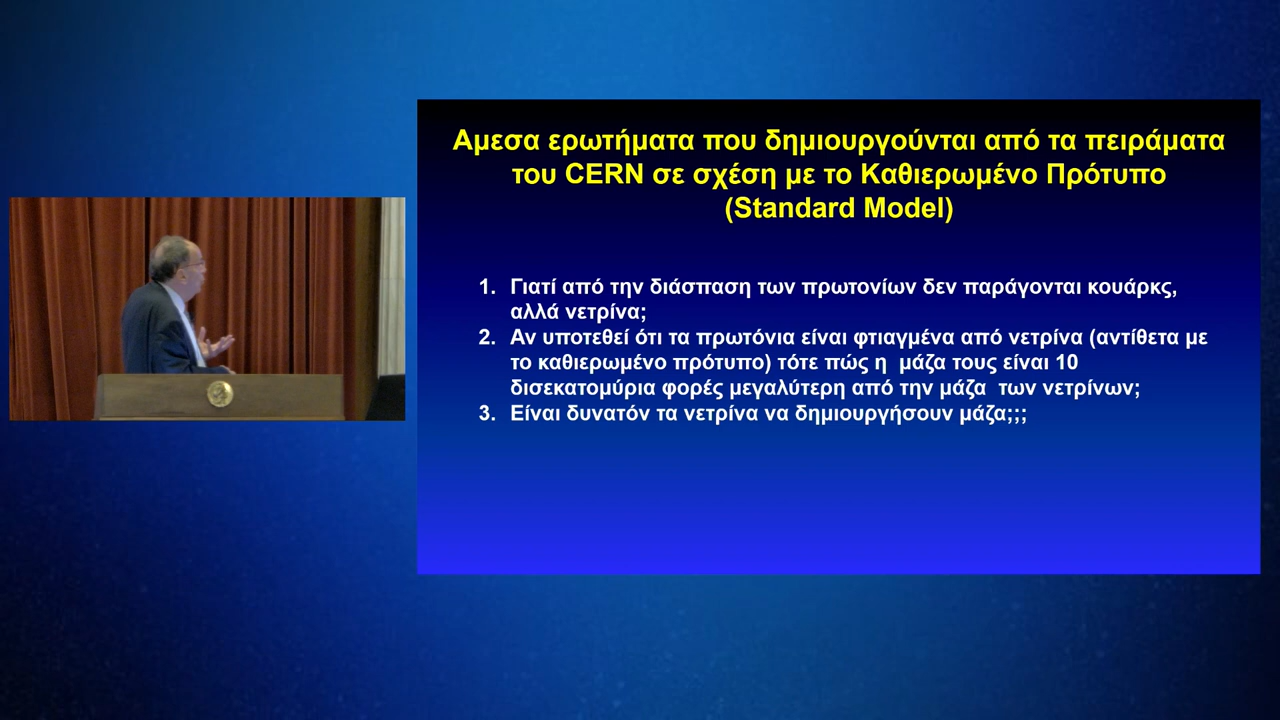 Αμεσα ερωτήματα που δημιουργούνται από τα πειράματα
του CERN σε σχέση με το Καθιερωμένο Πρότυπο
(Standard Model)
1. Γιατί από την διάσπαση των πρωτονίων δεν παράγονται κουάρκς,
αλλά νετρίνα;
2. Αν υποτεθεί ότι τα πρωτόνια είναι φτιαγμένα από νετρίνα (αντίθετα με
το καθιερωμένο πρότυπο) τότε πώς η μάζα τους είναι 10
δισεκατομύρια φορές μεγαλύτερη από την μάζα των νετρίνων;
3. Είναι δυνατόν τα νετρίνα να δημιουργήσουν μάζα;;;